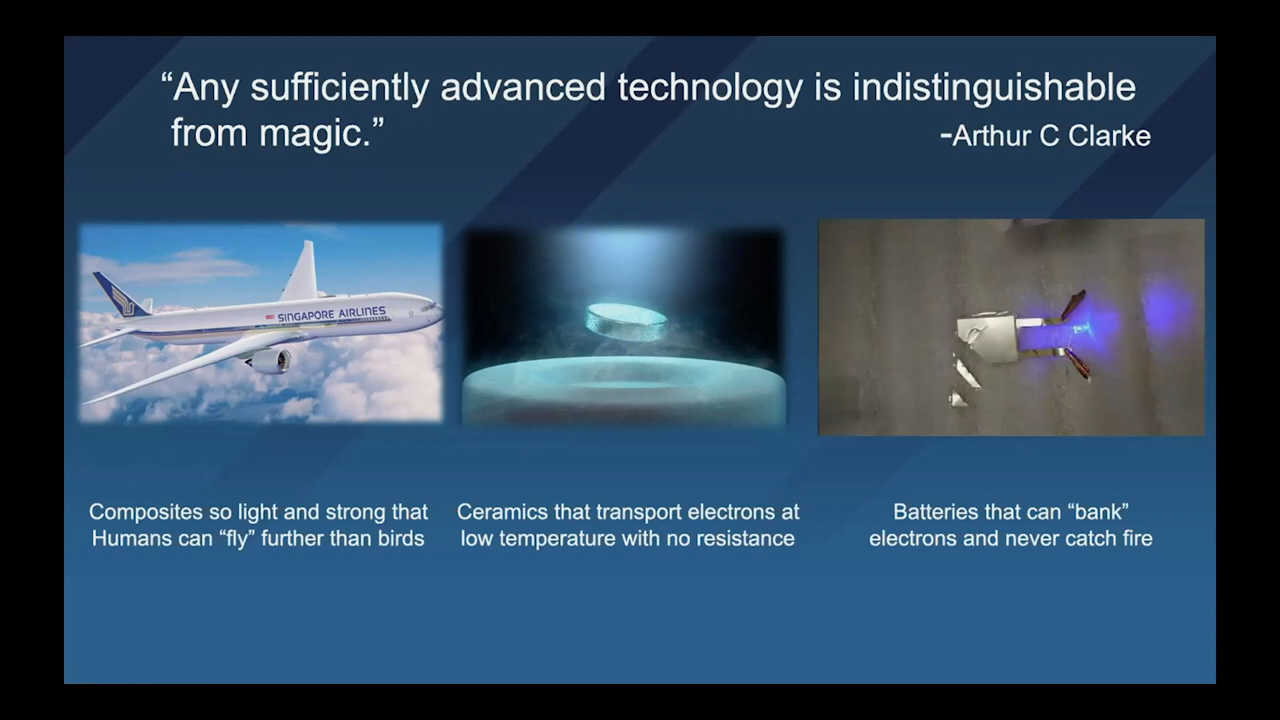 “Any sufficiently advanced technology is indistinguishable
from magic.”
-Arthur C Clarke
SINGAPORE AIRLINES
Composites so light and strong that
Humans can “fly” further than birds
Ceramics that transport electrons at
low temperature with no resistance
Batteries that can “bank”
electrons and never catch fire